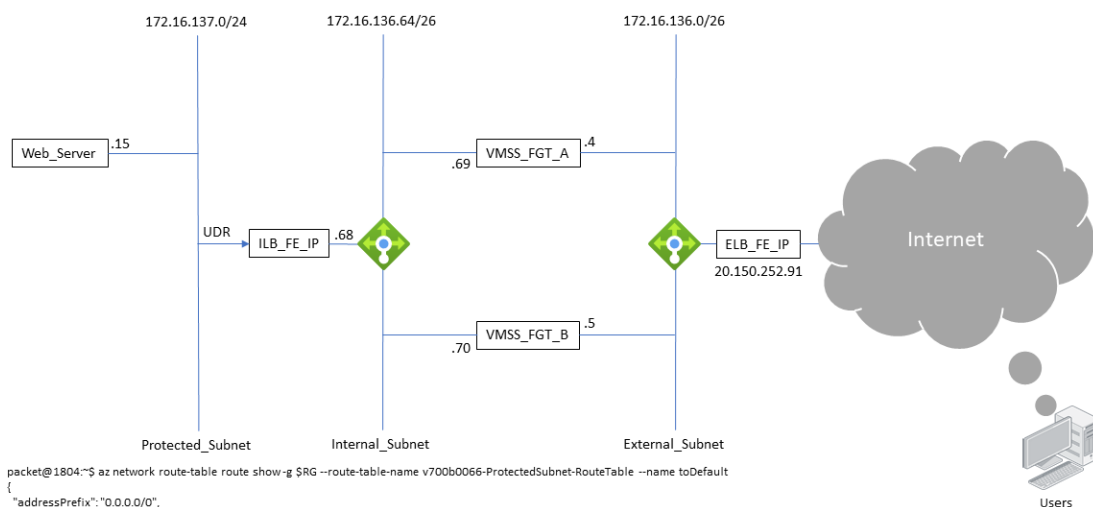 172.16.137.0/24
172.16.136.64/26
172.16.136.0/26
Web_Server
.15
VMSS_FGT_A
.4
.69
UDR
ILB_FE_IP
.68
ELB_FE_IP
20.150.252.91
Internet
VMSS_FGT_B
.5
.70
Protected_Subnet
Internal_Subnet
External_Subnet
packet@1804:~$ az network route-table route show -g $RG --route-table-name v700b0066-ProtectedSubnet-RouteTable --name toDefault
{
"addressPrefix": "0.0.0.0/0",
Users